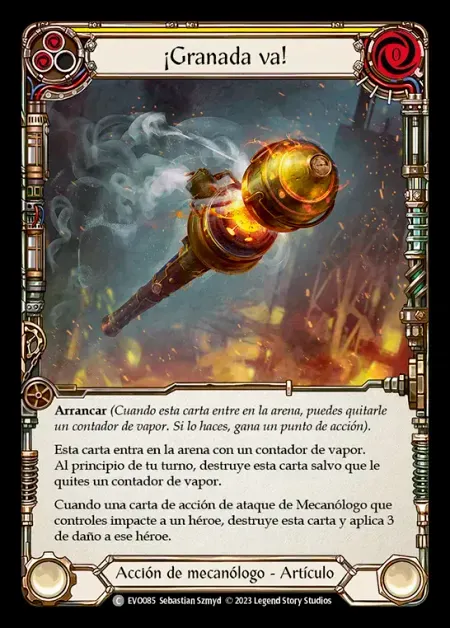 ¡Granada va!
0
Arrancar (Cuando esta carta entre en la arena, puedes quitarle
un contador de vapor. Si lo haces, gana un punto de acción).
Esta carta entra en la arena con un contador de vapor.
Al principio de tu turno, destruye esta carta salvo que le
quites un contador de vapor.
Cuando una carta de acción de ataque de Mecanólogo que
controles impacte a un héroe, destruye esta carta y aplica 3
de daño a ese héroe.
Acción de mecanólogo - Artículo
C EVO085 Sebastian Szmyd © 2023 Legend Story Studios